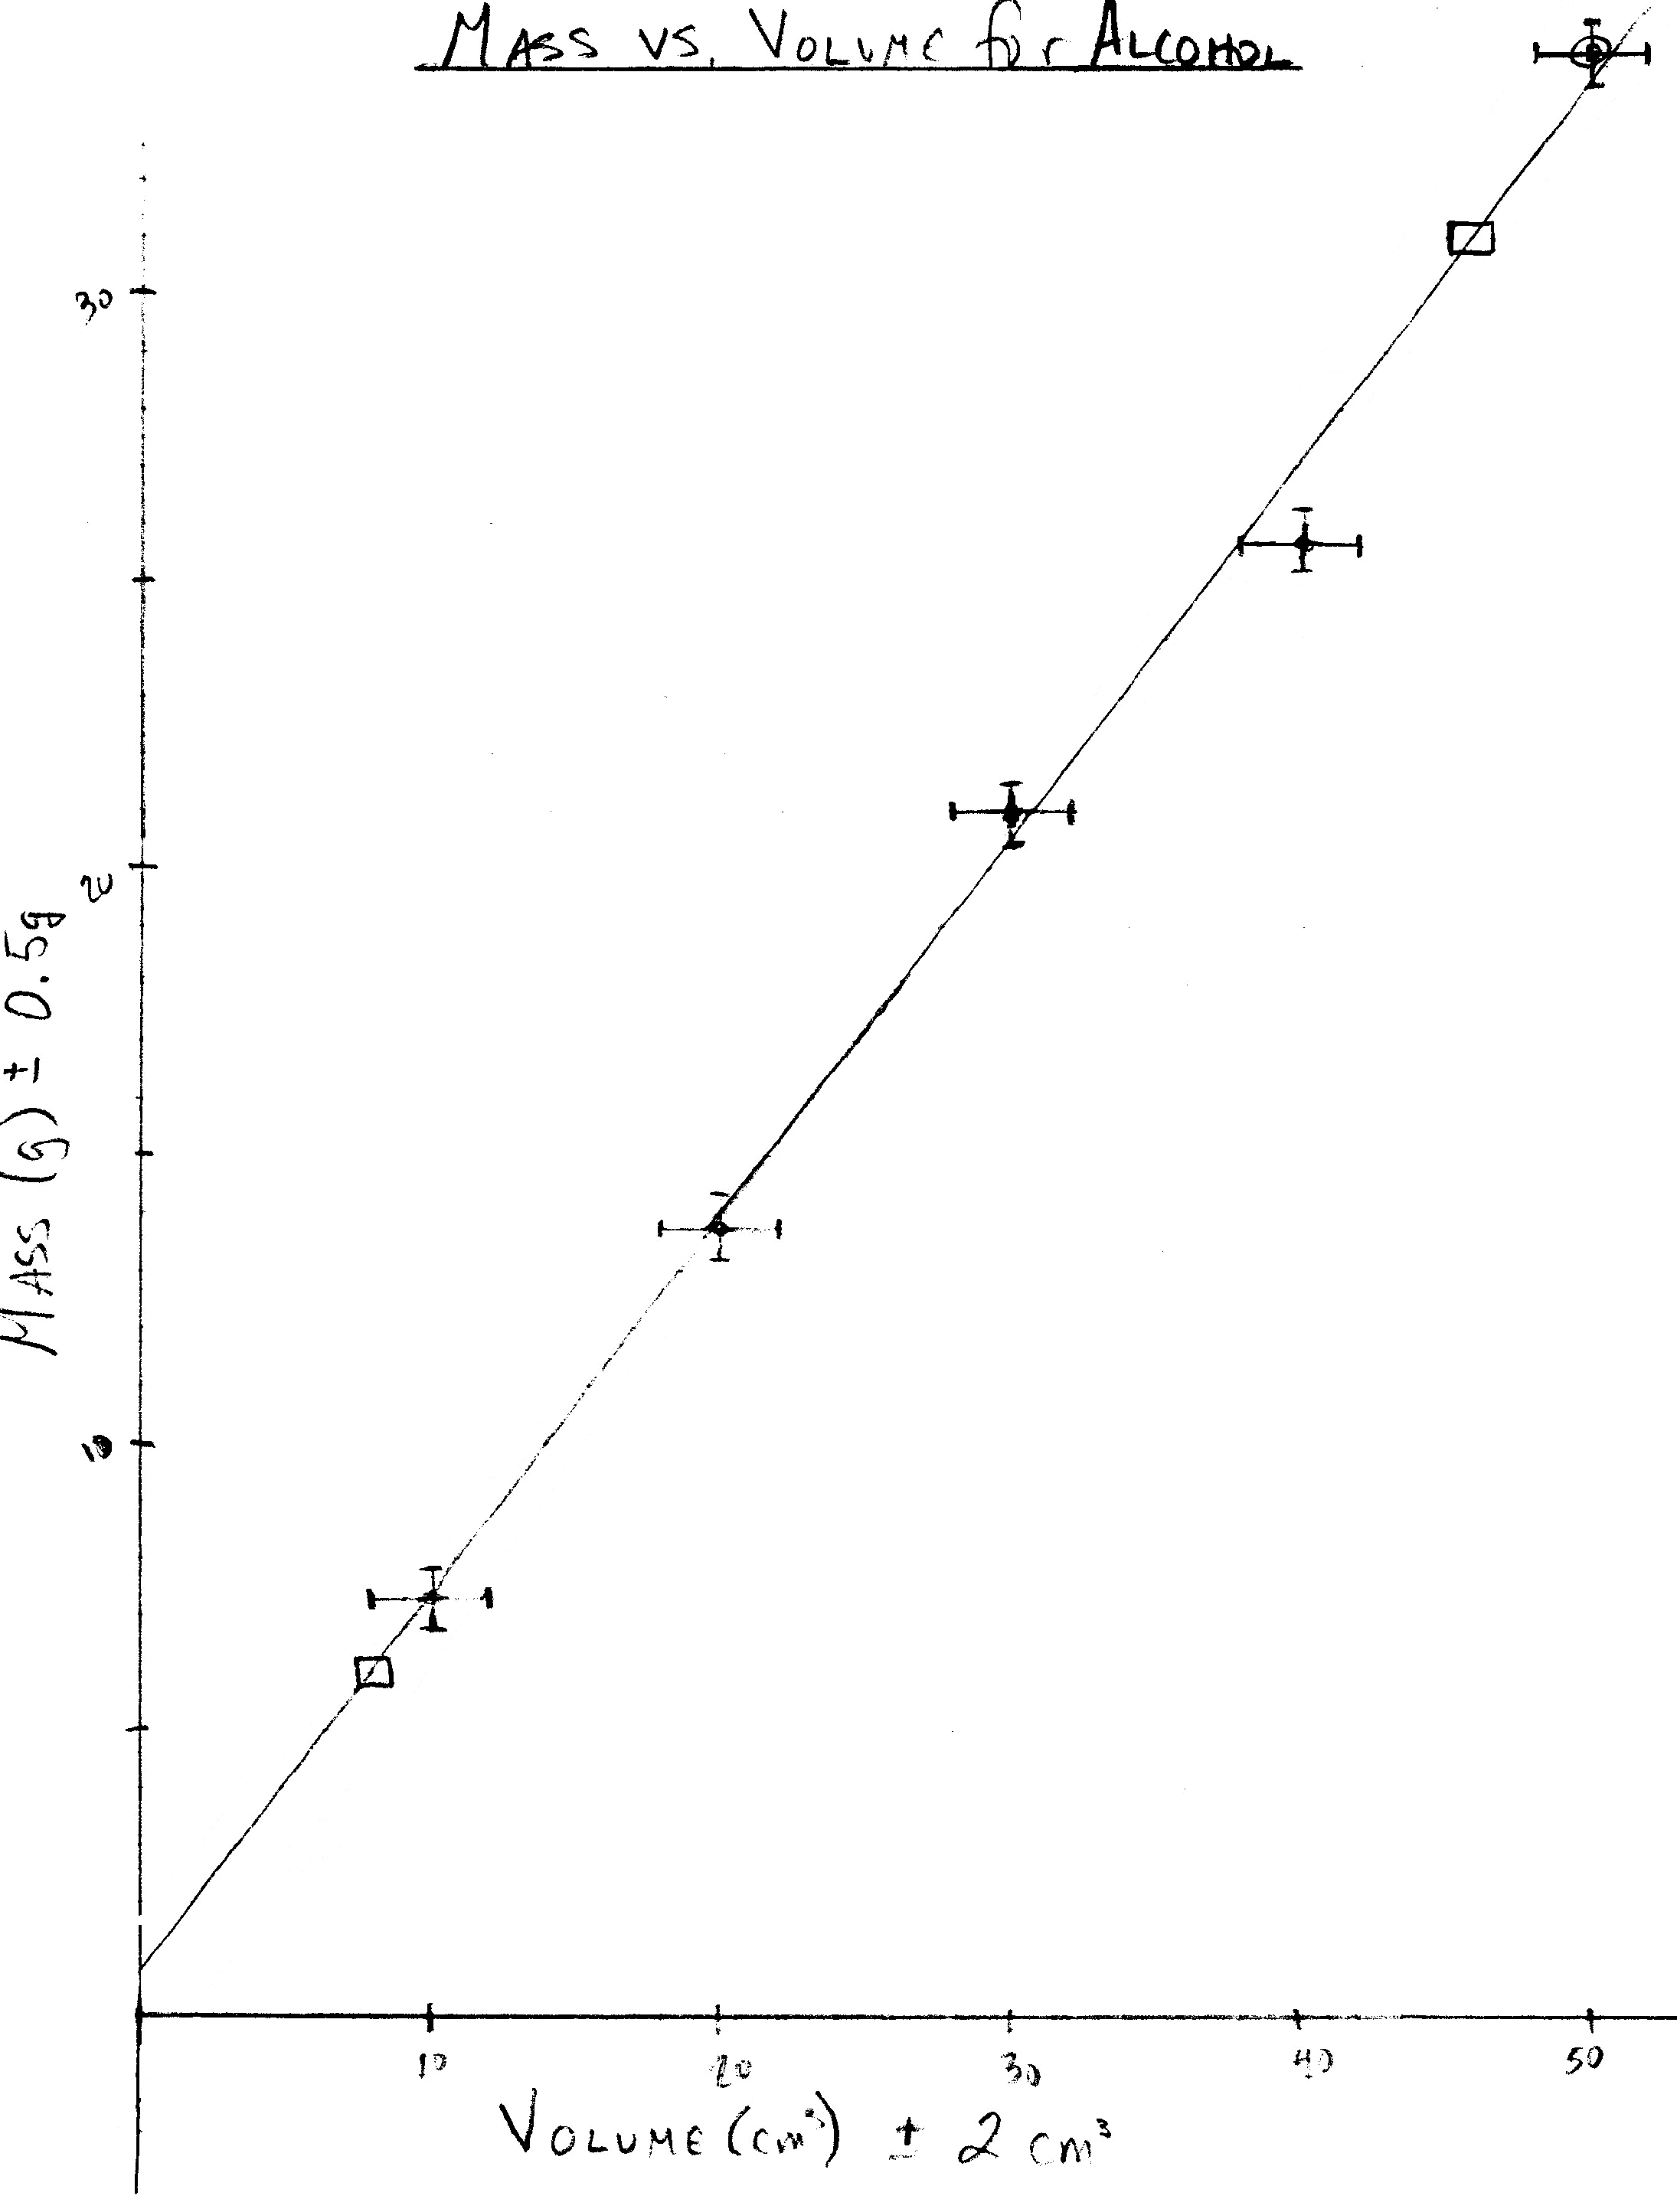 MASS VS. VOLUME for ALCOHOL
30
20
10
MASS (g) ± 0.5g
10 20 30 40 50
VOLUME (cm³) ± 2 cm³